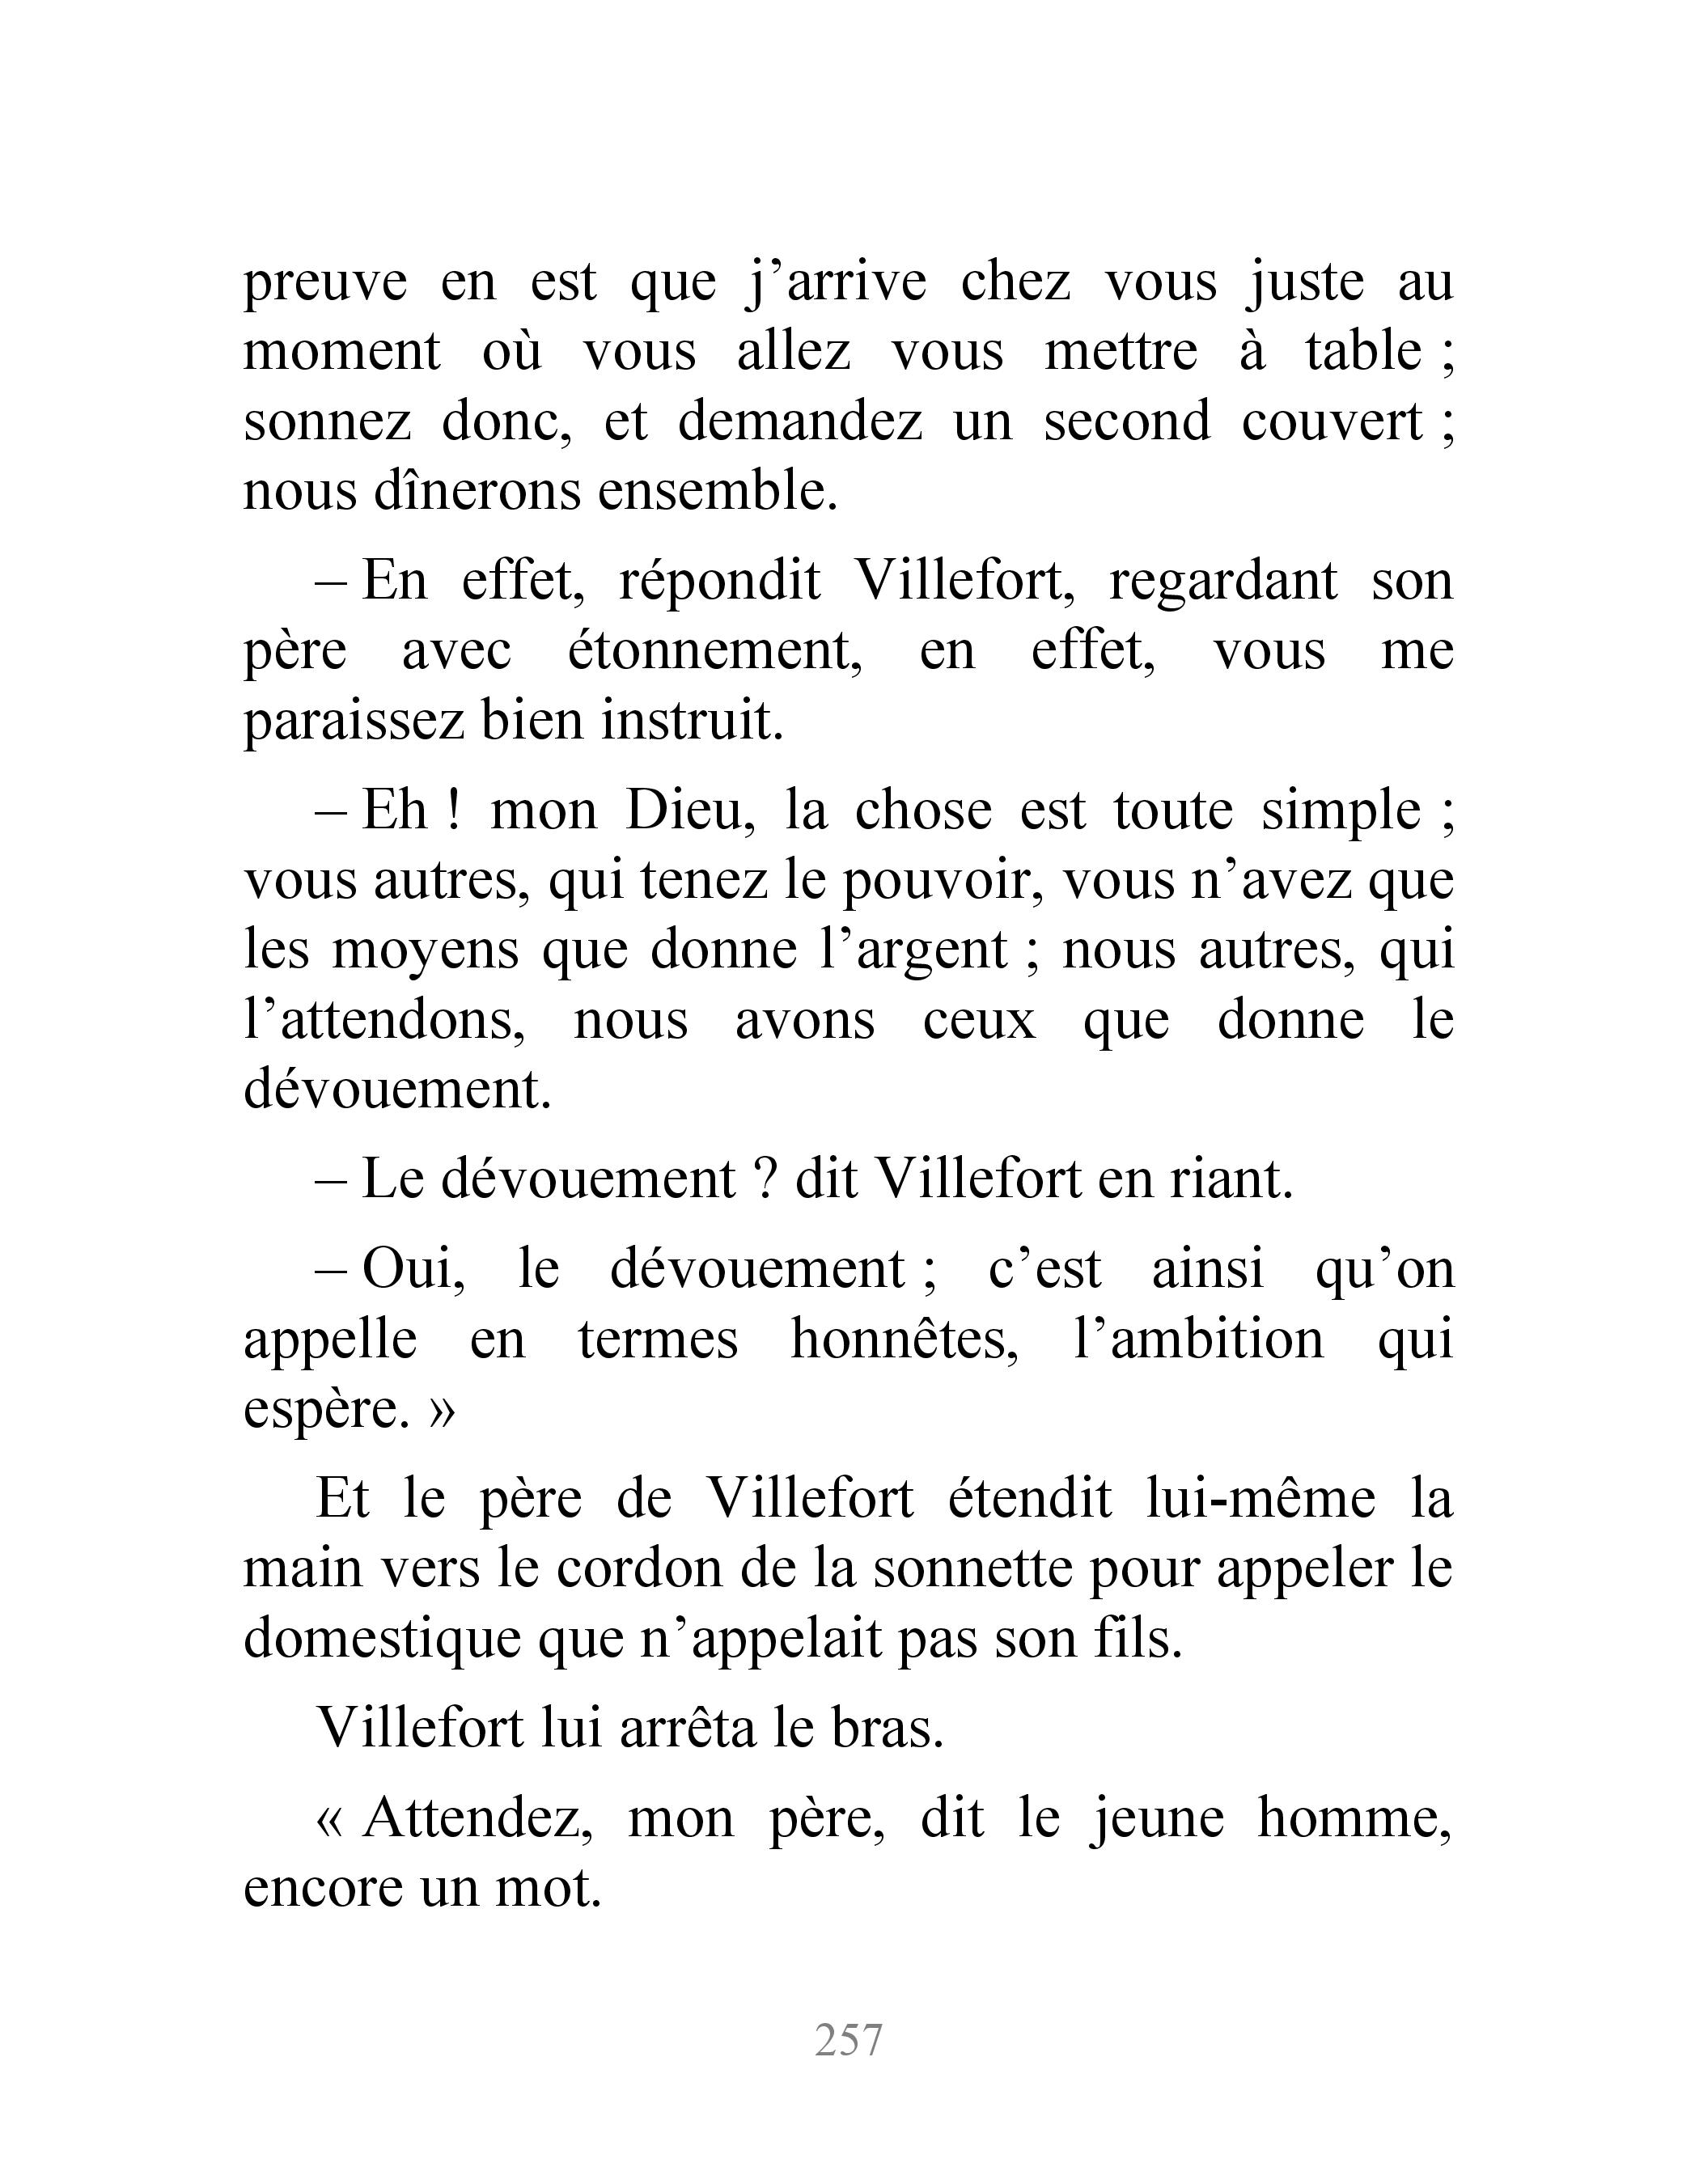 preuve en est que j’arrive chez vous juste au
moment où vous allez vous mettre à table ;
sonnez donc, et demandez un second couvert ;
nous dînerons ensemble.
– En effet, répondit Villefort, regardant son
père avec étonnement, en effet, vous me
paraissez bien instruit.
– Eh ! mon Dieu, la chose est toute simple ;
vous autres, qui tenez le pouvoir, vous n’avez que
les moyens que donne l’argent ; nous autres, qui
l’attendons, nous avons ceux que donne le
dévouement.
– Le dévouement ? dit Villefort en riant.
– Oui, le dévouement ; c’est ainsi qu’on
appelle en termes honnêtes, l’ambition qui
espère. »
Et le père de Villefort étendit lui-même la
main vers le cordon de la sonnette pour appeler le
domestique que n’appelait pas son fils.
Villefort lui arrêta le bras.
« Attendez, mon père, dit le jeune homme,
encore un mot.
257